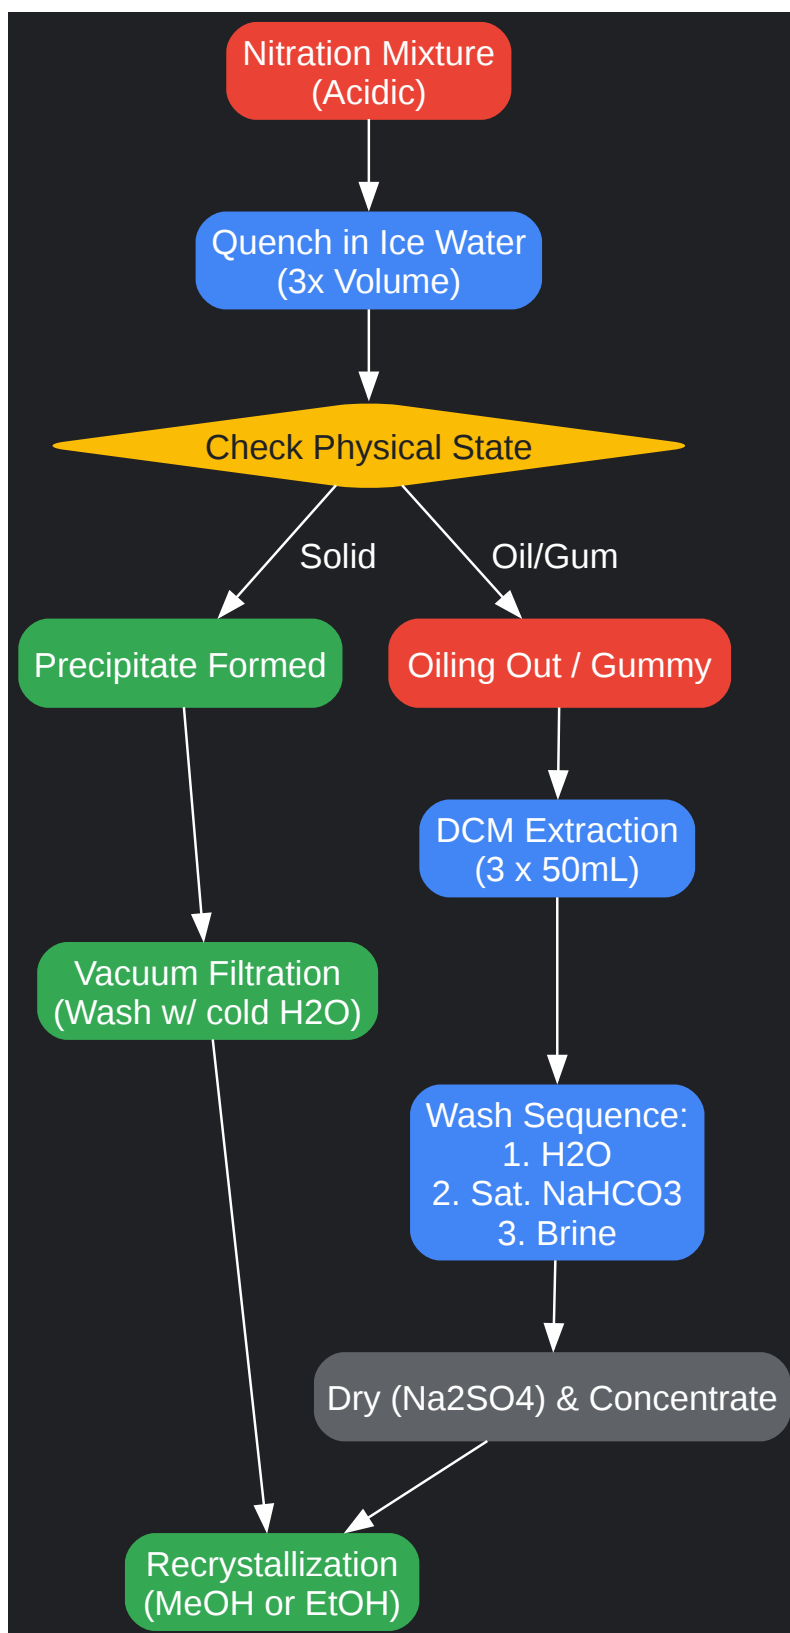 Nitration Mixture
(Acidic)
Quench in Ice Water
(3x Volume)
Check Physical State
Solid
Oil/Gum
Precipitate Formed
Oiling Out / Gummy
DCM Extraction
(3 x 50mL)
Vacuum Filtration
(Wash w/ cold H2O)
Wash Sequence:
1. H2O
2. Sat. NaHCO3
3. Brine
Dry (Na2SO4) & Concentrate
Recrystallization
(MeOH or EtOH)